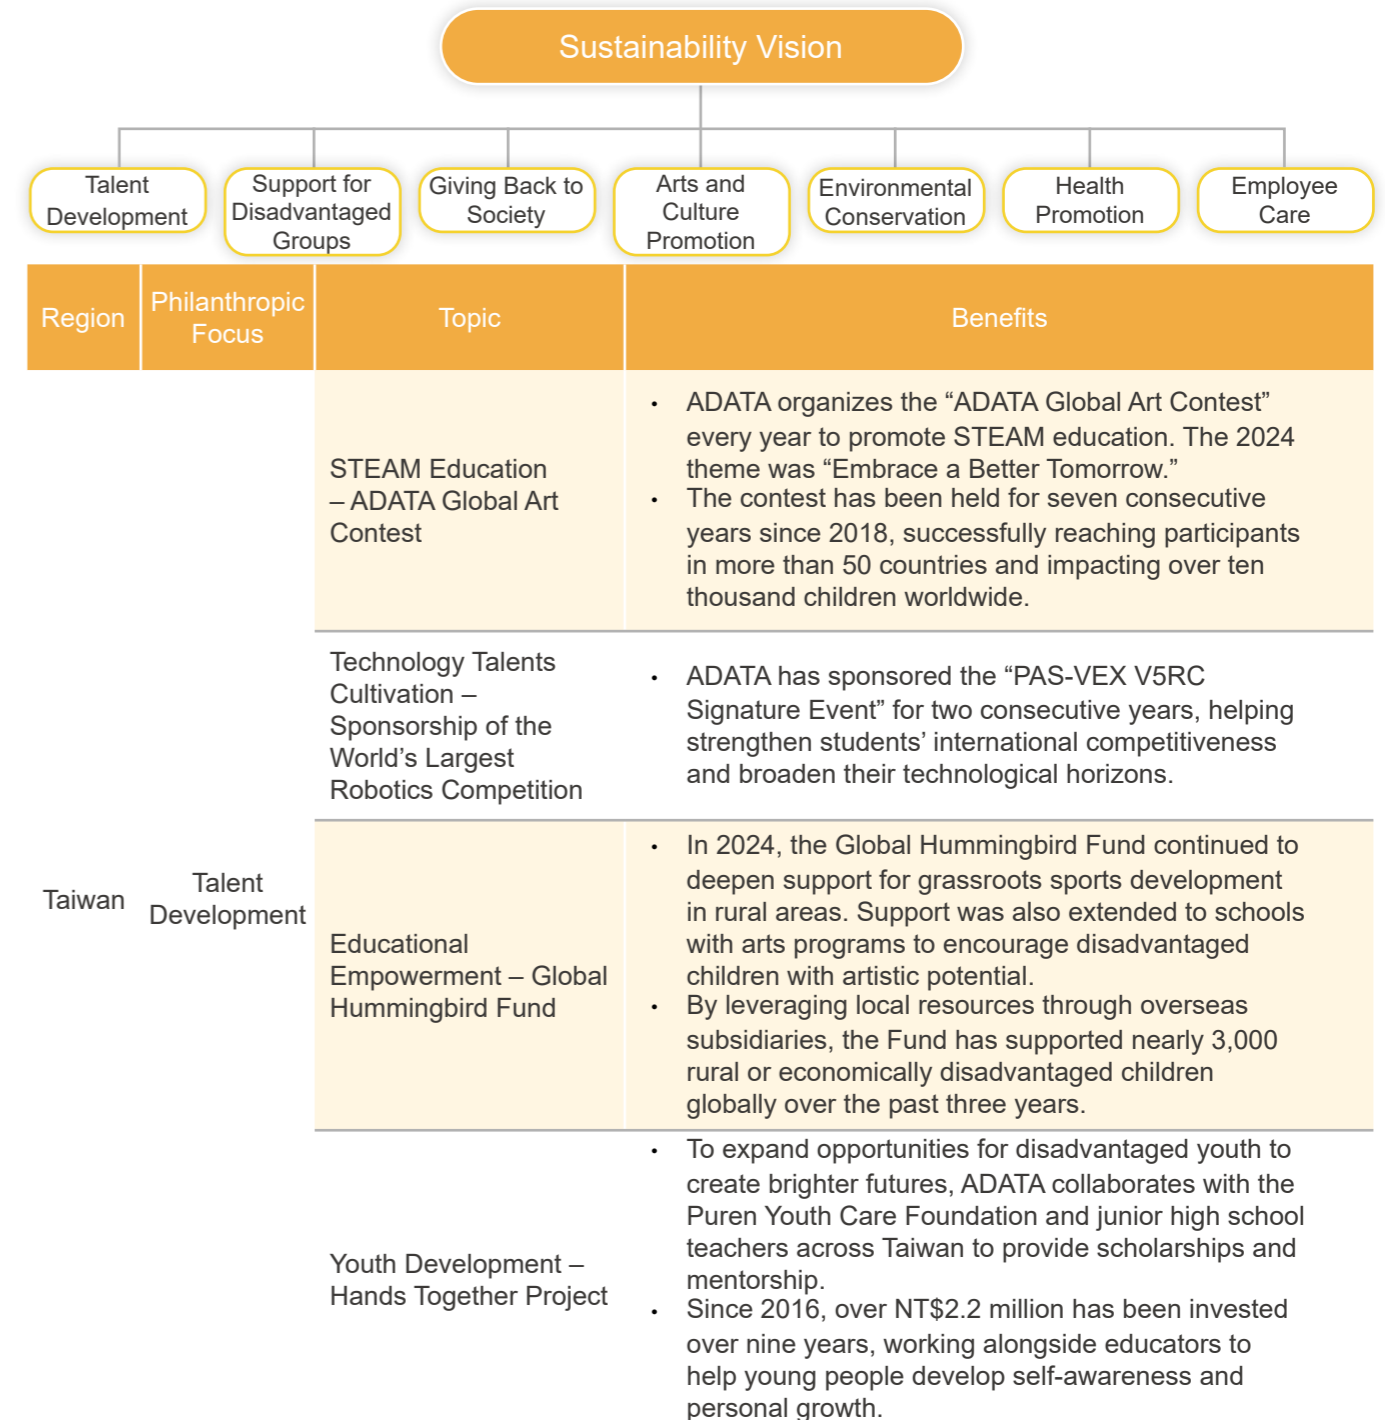 Sustainability Vision
Talent
Development
Support for
Disadvantaged
Groups
Giving Back to
Society
Arts and
Culture
Promotion
Environmental
Conservation
Health
Promotion
Employee
Care
Region
Philanthropic
Focus
Topic
Benefits
Taiwan
Talent
Development
STEAM Education
– ADATA Global Art
Contest
• ADATA organizes the “ADATA Global Art Contest”
every year to promote STEAM education. The 2024
theme was “Embrace a Better Tomorrow.”
• The contest has been held for seven consecutive
years since 2018, successfully reaching participants
in more than 50 countries and impacting over ten
thousand children worldwide.
Technology Talents
Cultivation –
Sponsorship of the
World’s Largest
Robotics Competition
• ADATA has sponsored the “PAS-VEX V5RC
Signature Event” for two consecutive years, helping
strengthen students’ international competitiveness
and broaden their technological horizons.
Educational
Empowerment – Global
Hummingbird Fund
• In 2024, the Global Hummingbird Fund continued to
deepen support for grassroots sports development
in rural areas. Support was also extended to schools
with arts programs to encourage disadvantaged
children with artistic potential.
• By leveraging local resources through overseas
subsidiaries, the Fund has supported nearly 3,000
rural or economically disadvantaged children
globally over the past three years.
Youth Development –
Hands Together Project
• To expand opportunities for disadvantaged youth to
create brighter futures, ADATA collaborates with the
Puren Youth Care Foundation and junior high school
teachers across Taiwan to provide scholarships and
mentorship.
• Since 2016, over NT$2.2 million has been invested
over nine years, working alongside educators to
help young people develop self-awareness and
personal growth.